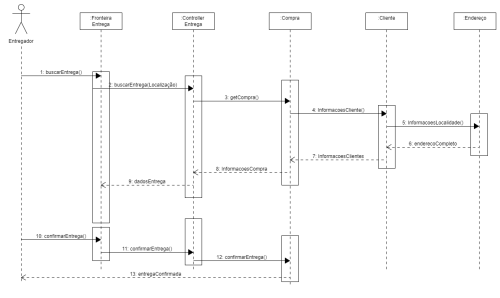 :Fronteira
Entrega
:Controller
Entrega
:Compra
:Cliente
:Endereço
Entregador
1: buscarEntrega()
2: buscarEntrega(Localização)
3: getCompra()
4: InformacoesCliente()
5: InformacoesLocalidade()
6: enderecoCompleto
7: InformacoesClientes
8: InformacoesCompra
9: dadosEntrega
10: confirmarEntrega()
11: confirmarEntrega()
12: confirmarEntrega()
13: entregaConfirmada